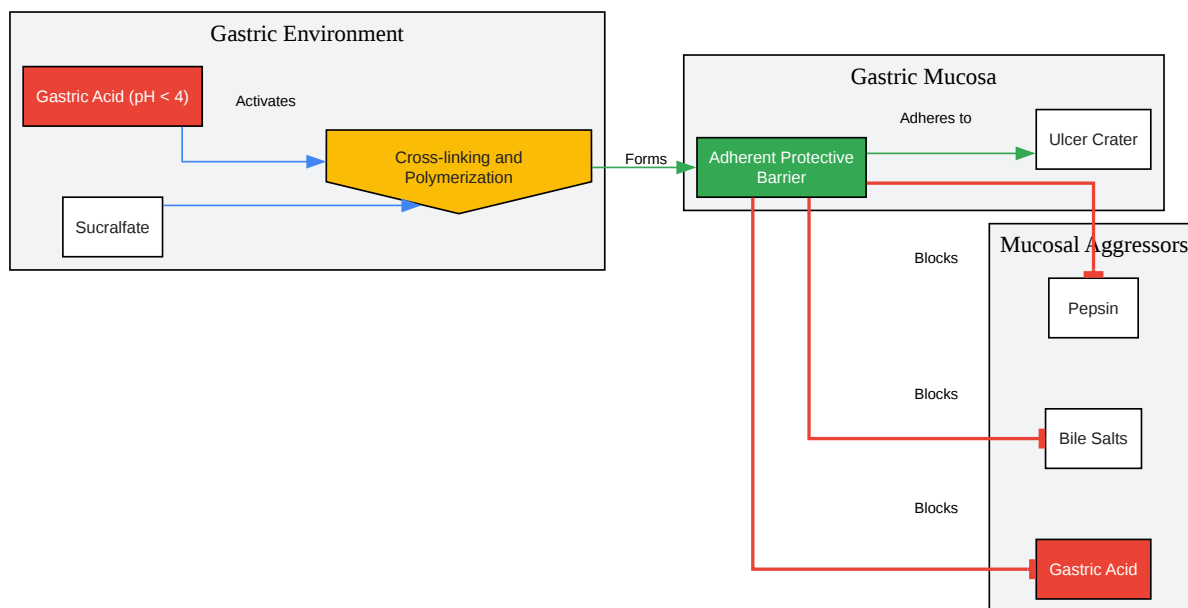 Gastric Environment
Gastric Acid (pH < 4)
Activates
Cross-linking and
Polymerization
Sucralfate
Forms
Gastric Mucosa
Adheres to
Ulcer Crater
Adherent Protective
Barrier
Mucosal Aggressors
Blocks
Pepsin
Blocks
Bile Salts
Blocks
Gastric Acid